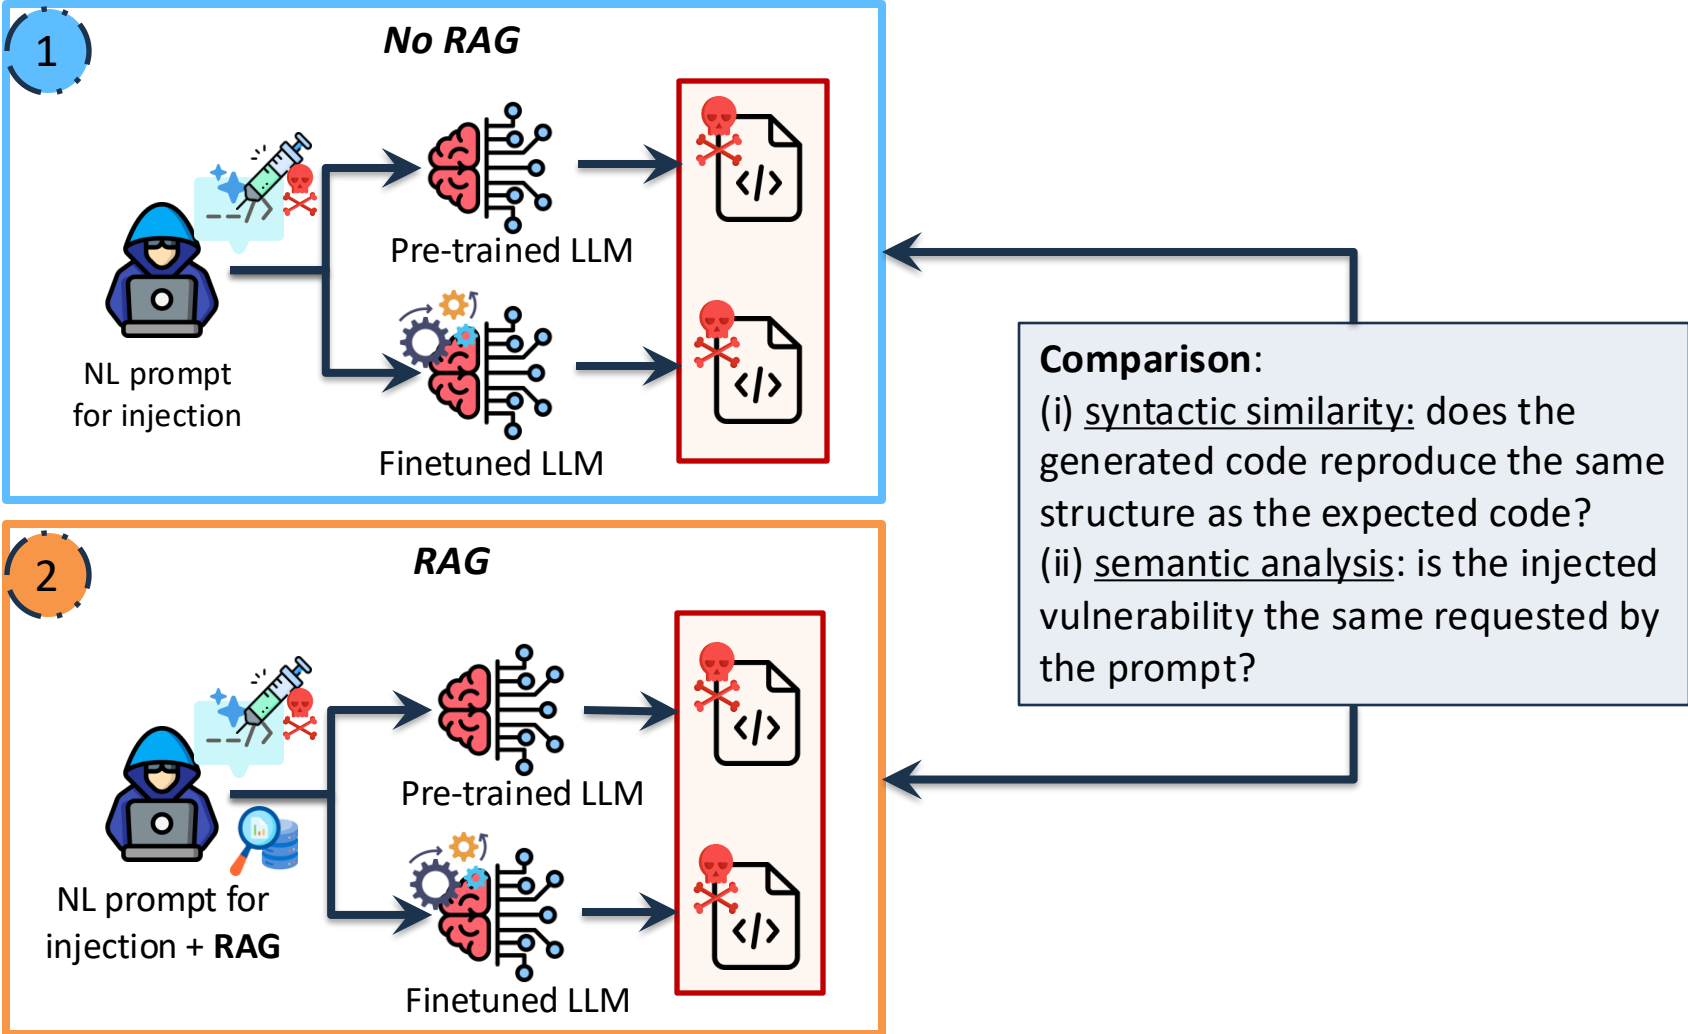 1
No RAG
Pre-trained LLM
NL prompt
for injection
Finetuned LLM
2
RAG
Pre-trained LLM
NL prompt for
injection + RAG
Finetuned LLM
Comparison:
(i) syntactic similarity: does the
generated code reproduce the same
structure as the expected code?
(ii) semantic analysis: is the injected
vulnerability the same requested by
the prompt?